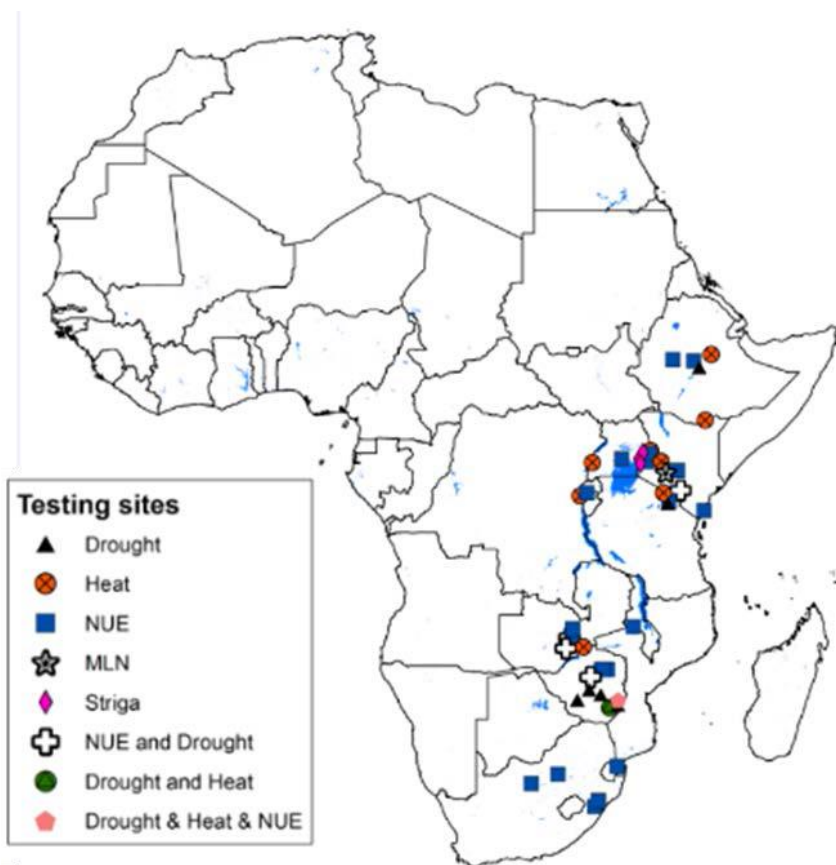 Testing sites
Drought
Heat
NUE
MLN
Striga
NUE and Drought
Drought and Heat
Drought & Heat & NUE